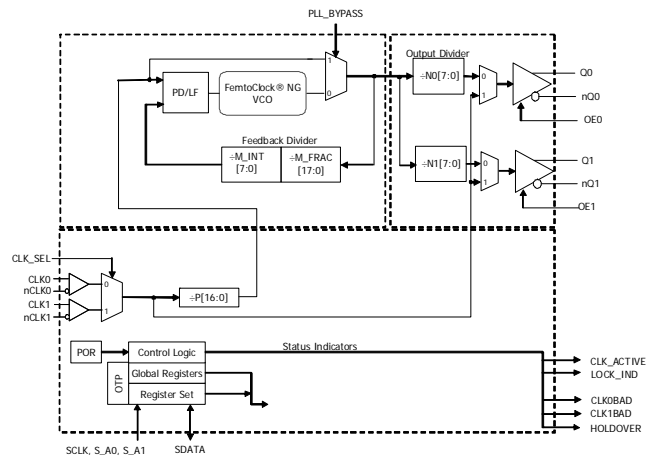 PLL_BYPASS
Output Divider
1
0
PD/LF
FemtoClock® NG
VCO
÷N0[7:0]
0
1
Q0
nQ0
OE0
Feedback Divider
÷M_INT
[7:0]
÷M_FRAC
[17:0]
÷N1[7:0]
0
1
Q1
nQ1
OE1
CLK_SEL
CLK0
nCLK0
CLK1
nCLK1
0
1
÷P[16:0]
POR
Control Logic
Status Indicators
OTP
Global Registers
Register Set
CLK_ACTIVE
LOCK_IND
CLK0BAD
CLK1BAD
HOLDOVER
SCLK, S_A0, S_A1
SDATA